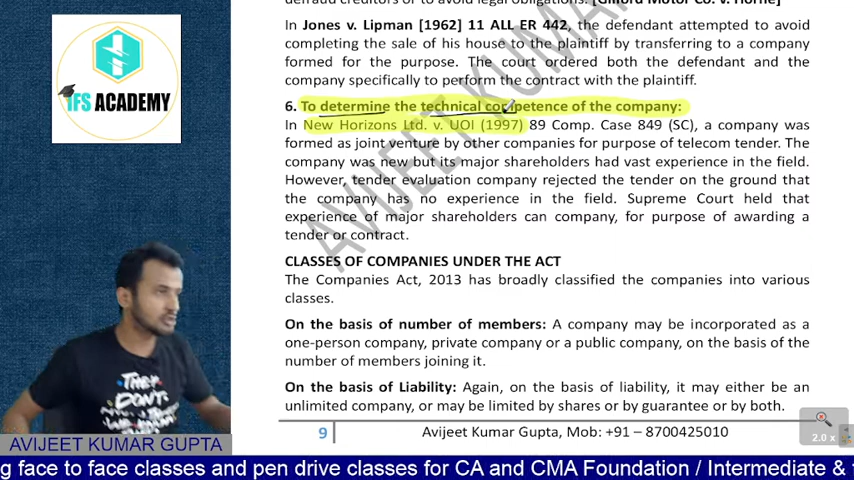 defraud creditors or to avoid legal obligations. [Gilford Motor Co. v. Horne]
In Jones v. Lipman [1962] 11 ALL ER 442, the defendant attempted to avoid
completing the sale of his house to the plaintiff by transferring to a company
formed for the purpose. The court ordered both the defendant and the
company specifically to perform the contract with the plaintiff.
6. To determine the technical competence of the company:
In New Horizons Ltd. v. UOI (1997) 89 Comp. Case 849 (SC), a company was
formed as joint venture by other companies for purpose of telecom tender. The
company was new but its major shareholders had vast experience in the field.
However, tender evaluation company rejected the tender on the ground that
the company has no experience in the field. Supreme Court held that
experience of major shareholders can company, for purpose of awarding a
tender or contract.
CLASSES OF COMPANIES UNDER THE ACT
The Companies Act, 2013 has broadly classified the companies into various
classes.
On the basis of number of members: A company may be incorporated as a
one-person company, private company or a public company, on the basis of the
number of members joining it.
On the basis of Liability: Again, on the basis of liability, it may either be an
unlimited company, or may be limited by shares or by guarantee or by both.
9 Avijeet Kumar Gupta, Mob: +91 – 8700425010
AVIJEET KUMAR
IFS ACADEMY
THEY
DON'T
AVIJEET KUMAR GUPTA
2.0 x
g face to face classes and pen drive classes for CA and CMA Foundation / Intermediate &